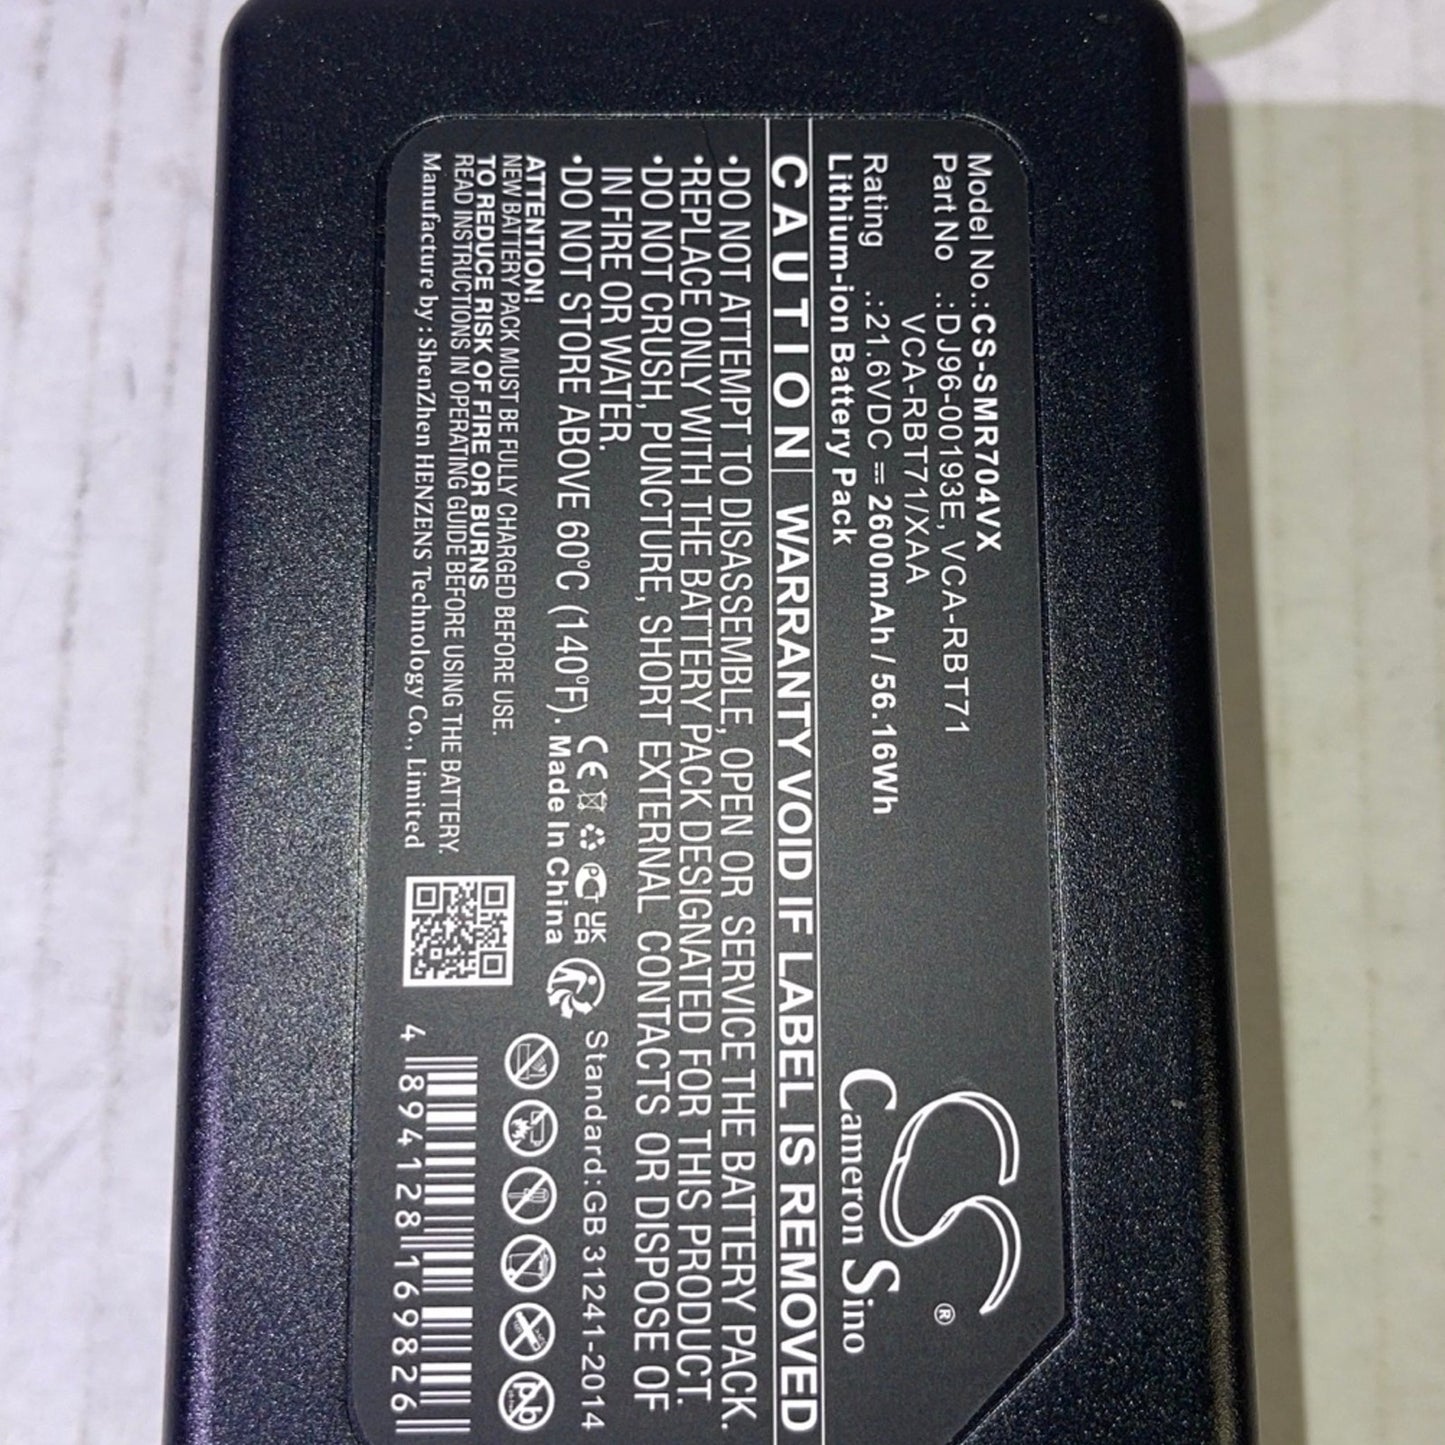 Model No.:CS-SMR704VX
Part No .:DJ96-00193E, VCA-RBT71
VCA-RBT71/XAA
Rating .:21.6VDC ⎓ 2600mAh / 56.16Wh
Lithium-ion Battery Pack
CS
®
Cameron Sino
CAUTION WARRANTY VOID IF LABEL IS REMOVED
•DO NOT ATTEMPT TO DISASSEMBLE, OPEN OR SERVICE THE BATTERY PACK.
•REPLACE ONLY WITH THE BATTERY PACK DESIGNATED FOR THIS PRODUCT.
•DO NOT CRUSH, PUNCTURE, SHORT EXTERNAL CONTACTS OR DISPOSE OF
IN FIRE OR WATER.
•DO NOT STORE ABOVE 60ºC (140ºF).
CE PCT UK
CA
Made In China
Standard:GB 31241-2014
ATTENTION!
NEW BATTERY PACK MUST BE FULLY CHARGED BEFORE USE.
TO REDUCE RISK OF FIRE OR BURNS
READ INSTRUCTIONS IN OPERATING GUIDE BEFORE USING THE BATTERY.
Manufacture by :ShenZhen HENZENS Technology Co., Limited
Pb
4 894128 169826